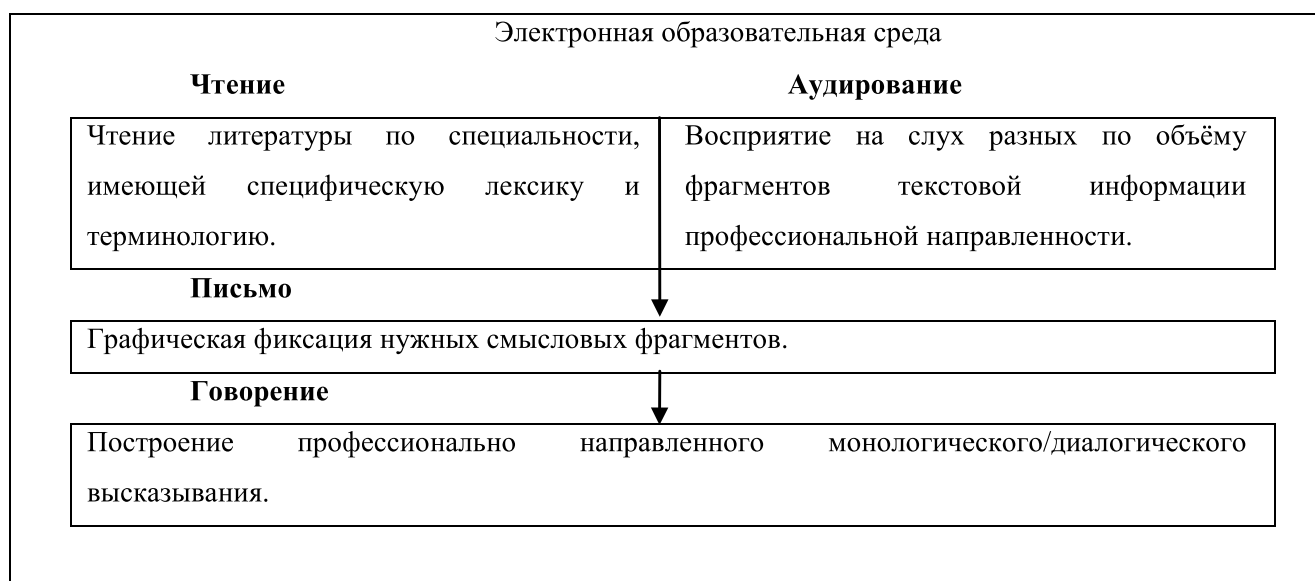 Электронная образовательная среда
Чтение
Аудирование
Чтение литературы по специальности,
имеющей специфическую лексику и
терминологию.
Восприятие на слух разных по объёму
фрагментов текстовой информации
профессиональной направленности.
Письмо
Графическая фиксация нужных смысловых фрагментов.
Говорение
Построение профессионально направленного монологического/диалогического
высказывания.